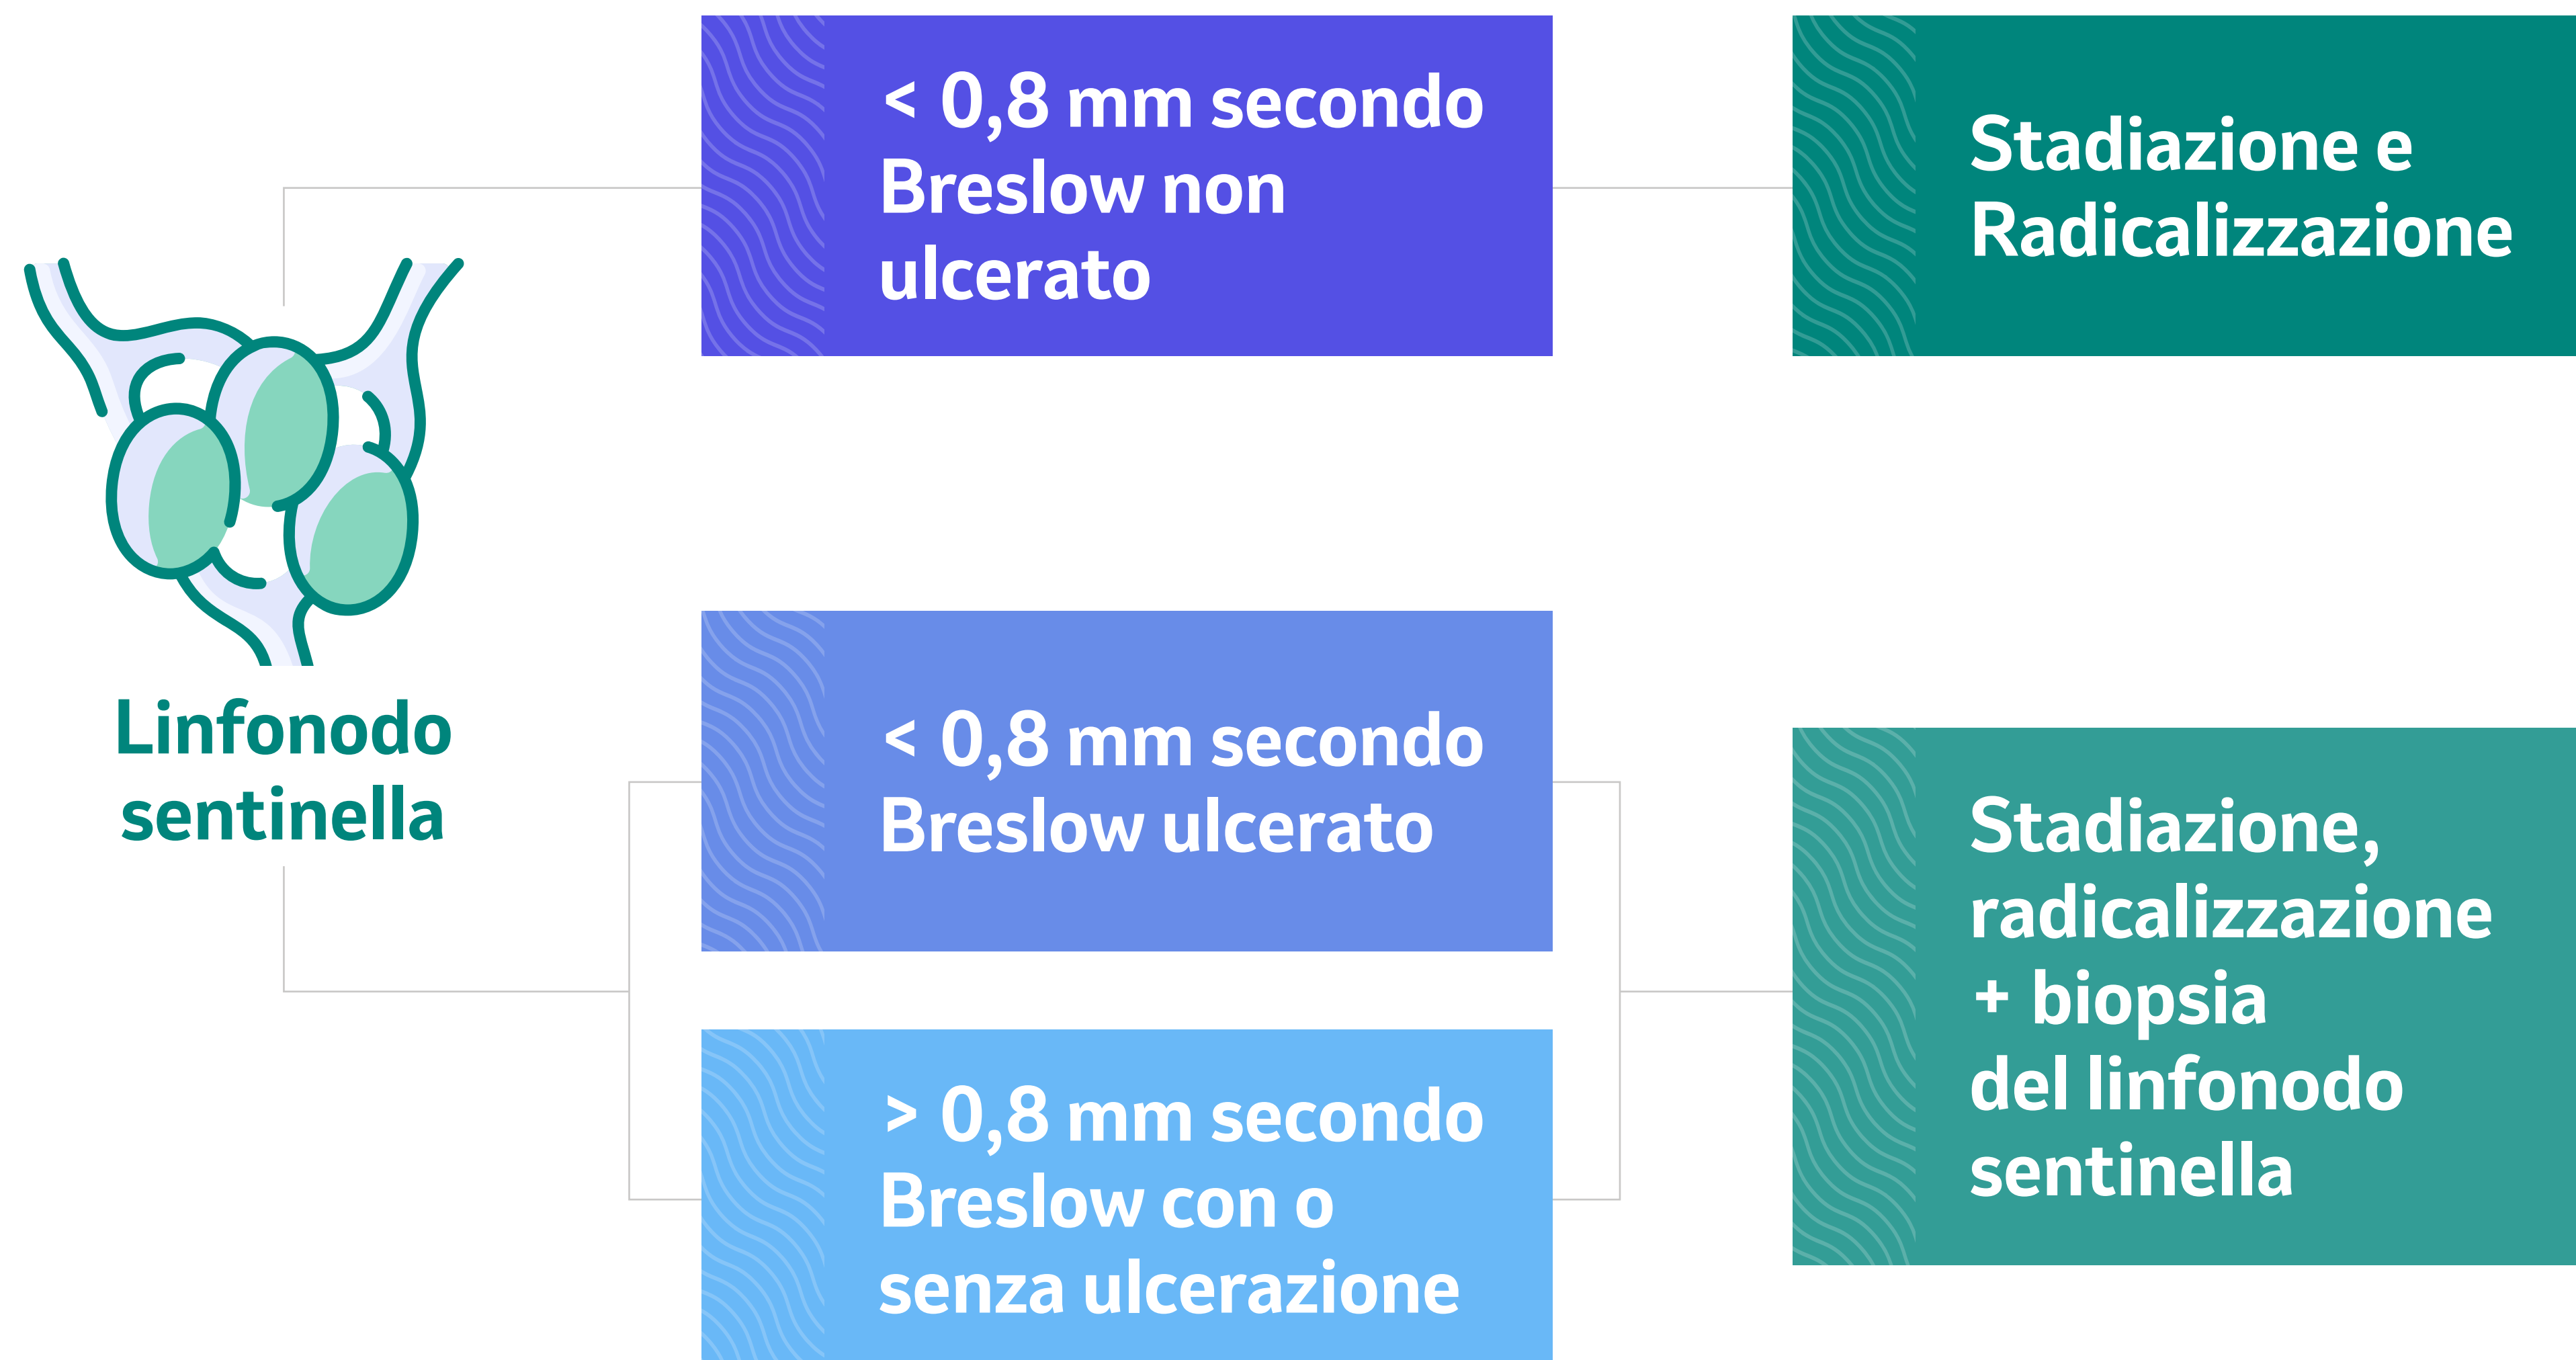 < 0,8 mm secondo
Breslow non
ulcerato
Stadiazione e
Radicalizzazione
Linfonodo
sentinella
< 0,8 mm secondo
Breslow ulcerato
> 0,8 mm secondo
Breslow con o
senza ulcerazione
Stadiazione,
radicalizzazione
+ biopsia
del linfonodo
sentinella